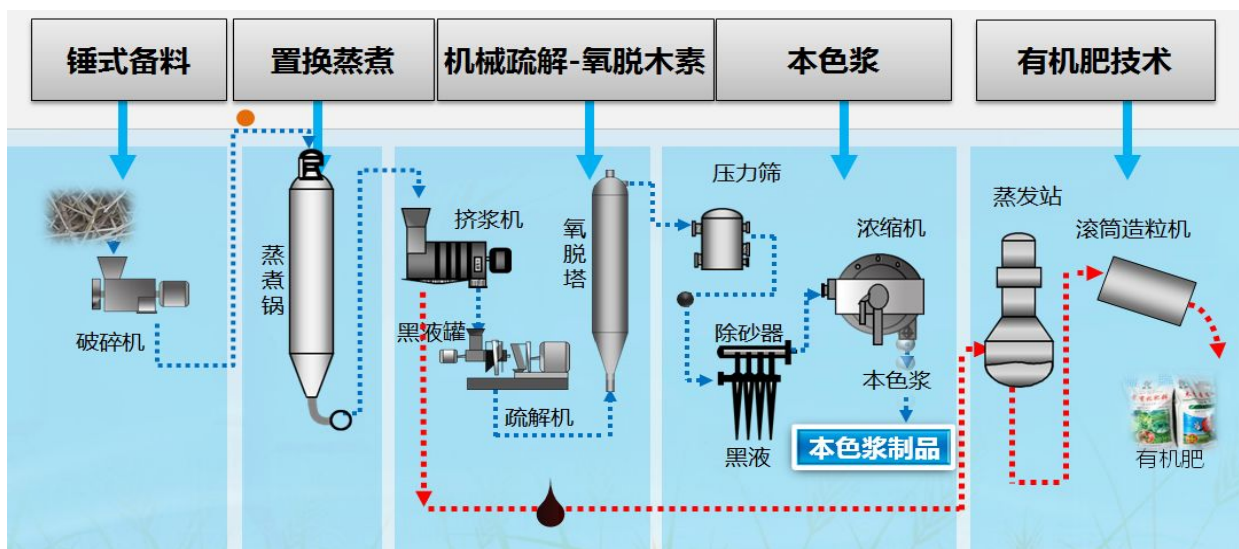 锤式备料
置换蒸煮
机械疏解-氧脱木素
本色浆
有机肥技术
破碎机
蒸煮锅
挤浆机
黑液罐
疏解机
氧脱塔
压力筛
除砂器
黑液
浓缩机
本色浆
本色浆制品
蒸发站
滚筒造粒机
有机肥